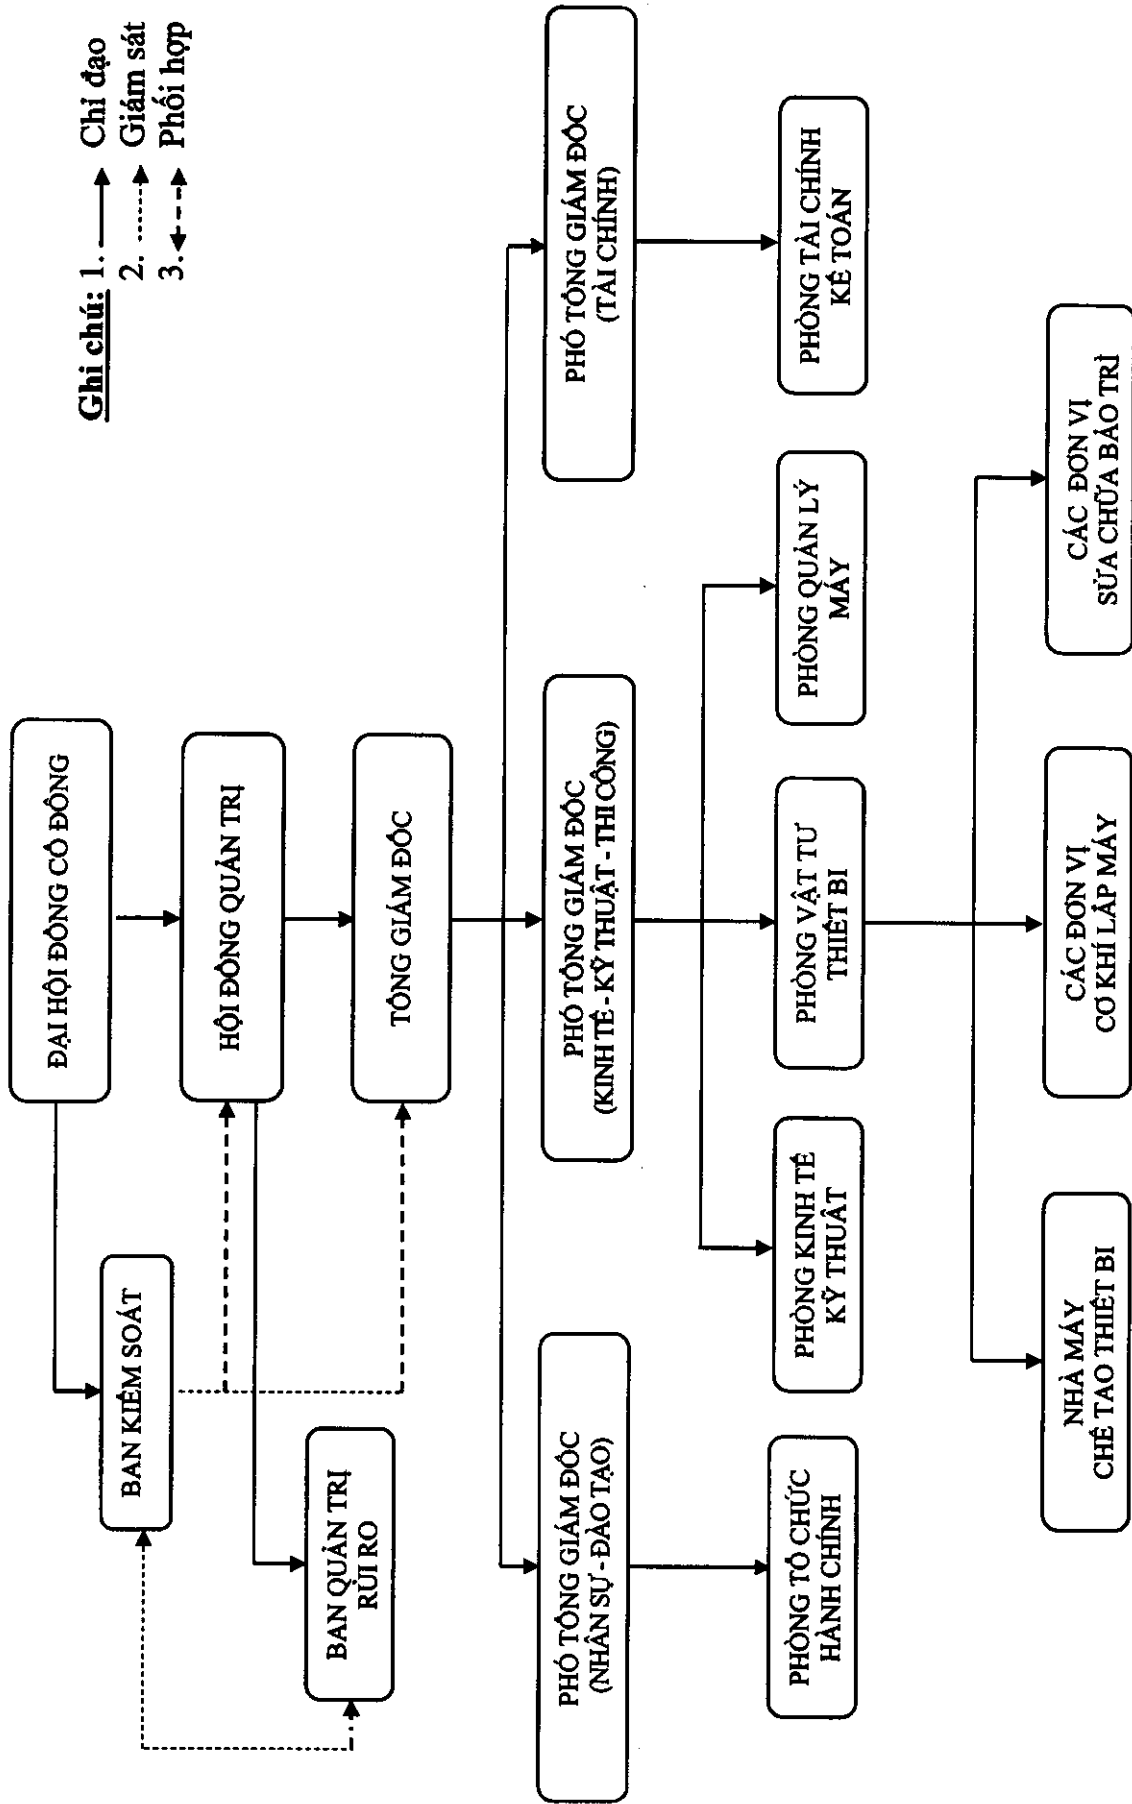 Ghi chú: 1. Chỉ đạo
2. Giám sát
3. Phối hợp
ĐẠI HỘI ĐỒNG CỔ ĐÔNG
BAN KIỂM SOÁT
HỘI ĐỒNG QUẢN TRỊ
BAN QUẢN TRỊ
RỦI RO
TỔNG GIÁM ĐỐC
PHÓ TỔNG GIÁM ĐỐC
(NHÂN SỰ - ĐÀO TẠO)
PHÓ TỔNG GIÁM ĐỐC
(KINH TẾ - KỸ THUẬT - THI CÔNG)
PHÓ TỔNG GIÁM ĐỐC
(TÀI CHÍNH)
PHÒNG TỔ CHỨC
HÀNH CHÍNH
PHÒNG KINH TẾ
KỸ THUẬT
PHÒNG VẬT TƯ
THIẾT BỊ
PHÒNG QUẢN LÝ
MÁY
PHÒNG TÀI CHÍNH
KẾ TOÁN
NHÀ MÁY
CHẾ TẠO THIẾT BỊ
CÁC ĐƠN VỊ
CƠ KHÍ LẮP MÁY
CÁC ĐƠN VỊ
SỬA CHỮA BẢO TRÌ